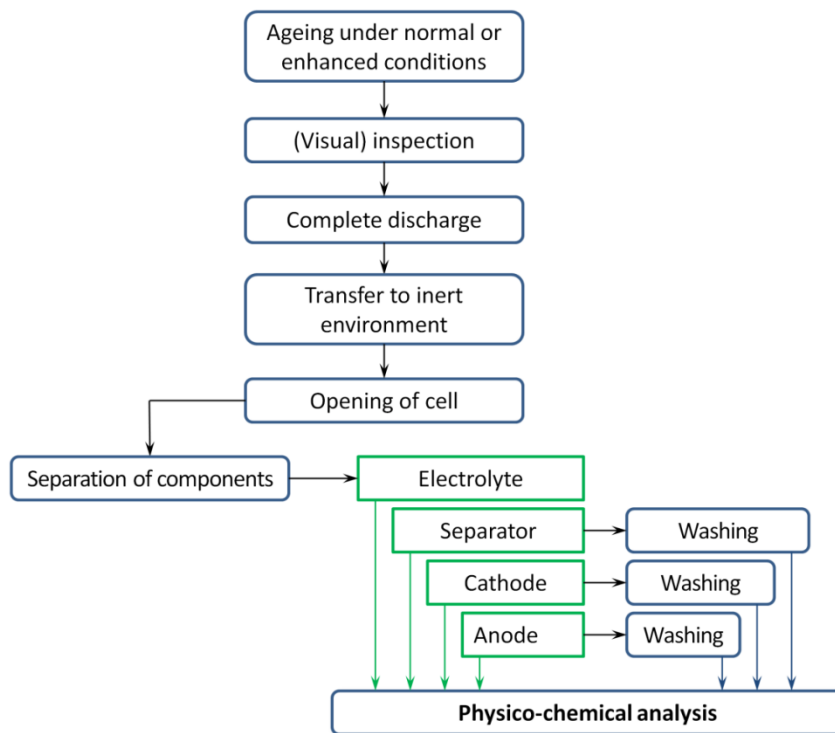 Ageing under normal or
enhanced conditions
(Visual) inspection
Complete discharge
Transfer to inert
environment
Opening of cell
Separation of components
Electrolyte
Separator
Washing
Cathode
Washing
Anode
Washing
Physico-chemical analysis